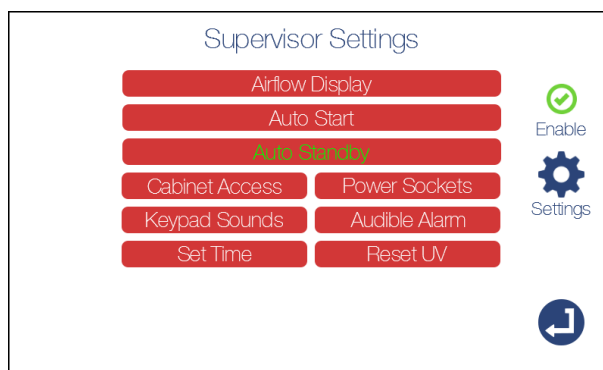 Supervisor Settings
Airflow Display
Auto Start
Auto Standby
Cabinet Access
Power Sockets
Keypad Sounds
Audible Alarm
Set Time
Reset UV
Enable
Settings